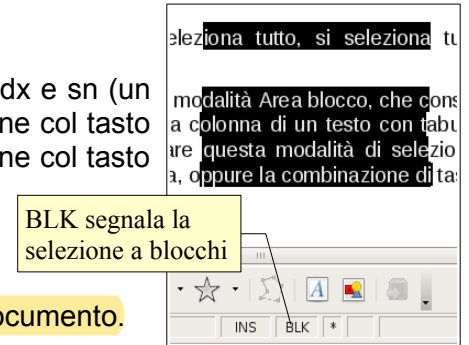 eleziona tutto, si seleziona tu
dx e sn (un
ne col tasto
ne col tasto
modalità Area blocco, che cons
a colonna di un testo con tabu
are questa modalità di selezio
a, oppure la combinazione di tas
BLK segnala la
selezione a blocchi
ocumento.
A
INS BLK *